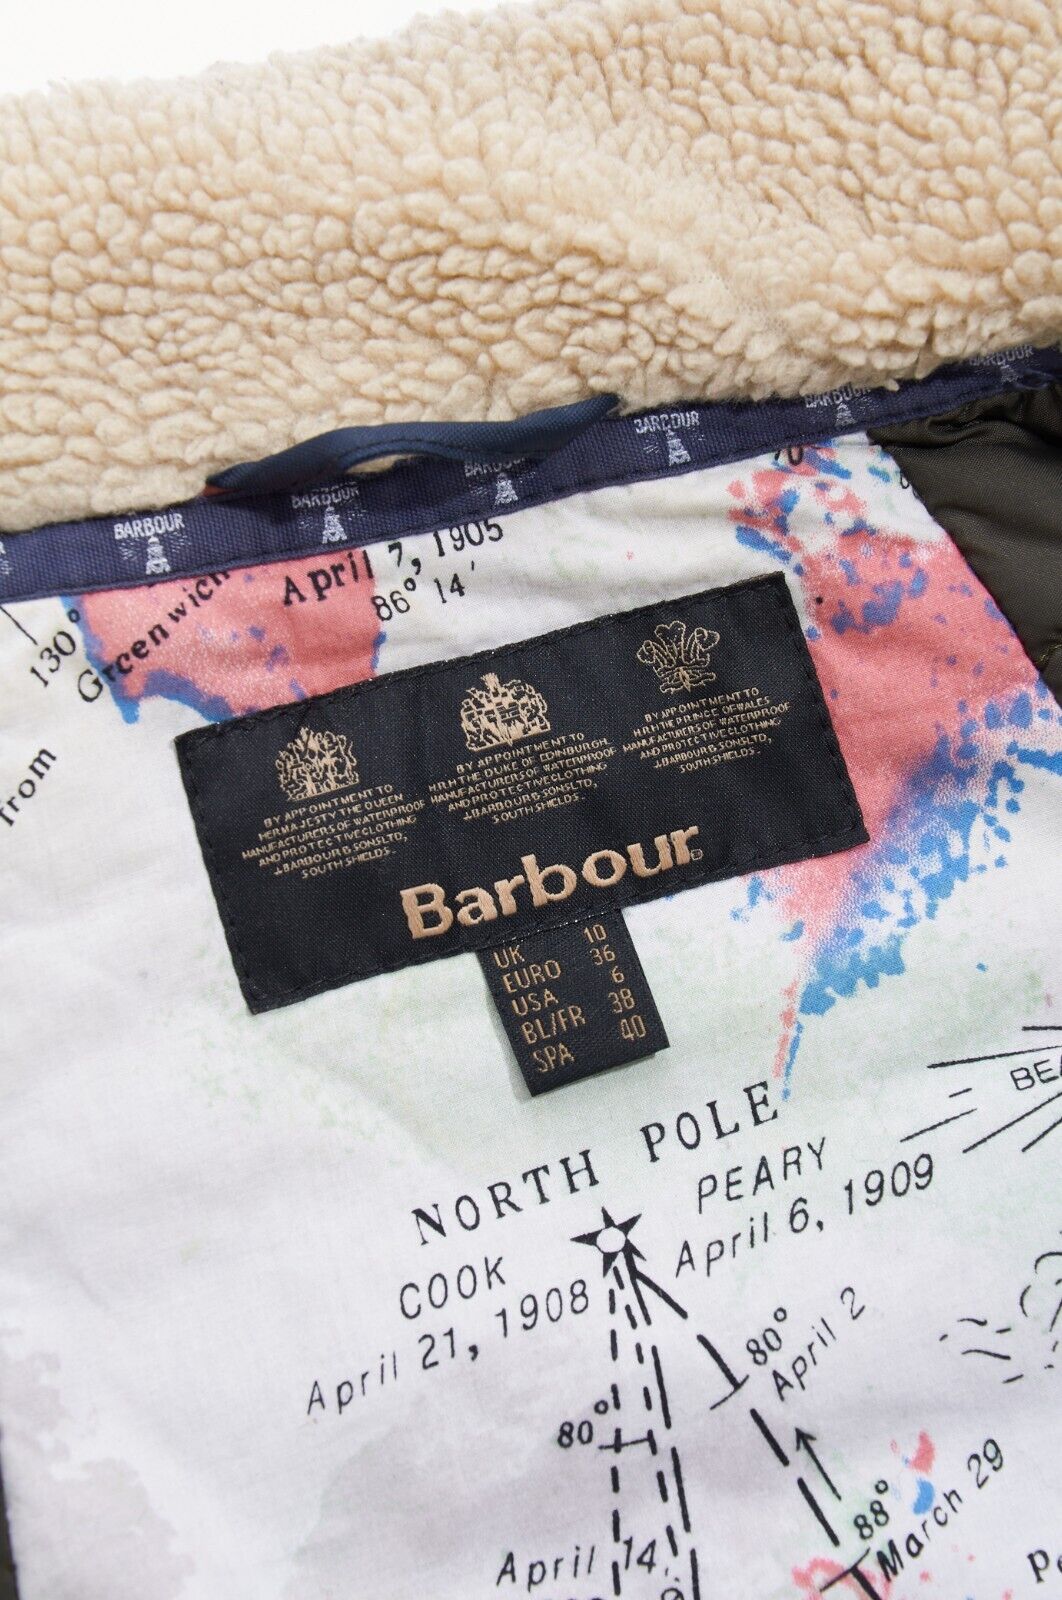 BARBOUR
BARBOUR
BARBOUR
BARBOUR
BARBOUR
BARBOUR
April 7, 1905
86° 14'
130°
Greenwich
from
70
BY APPOINTMENT TO
HER MAJESTY THE QUEEN
MANUFACTURERS OF WATERPROOF
AND PROTECTIVE CLOTHING
J. BARBOUR & SONS LTD,
SOUTH SHIELDS.
BY APPOINTMENT TO
H.R.H THE DUKE OF EDINBURGH
MANUFACTURERS OF WATERPROOF
AND PROTECTIVE CLOTHING
J. BARBOUR & SONS LTD,
SOUTH SHIELDS.
BY APPOINTMENT TO
H.R.H THE PRINCE OF WALES
MANUFACTURERS OF WATERPROOF
AND PROTECTIVE CLOTHING
J. BARBOUR & SONS LTD,
SOUTH SHIELDS.
Barbour®
UK 10
EURO 36
USA 6
BL/FR 38
SPA 40
BEA
NORTH POLE
PEARY
April 6, 1909
COOK
April 21, 1908
80°
April 2
80°
88°
March 29
April 14,